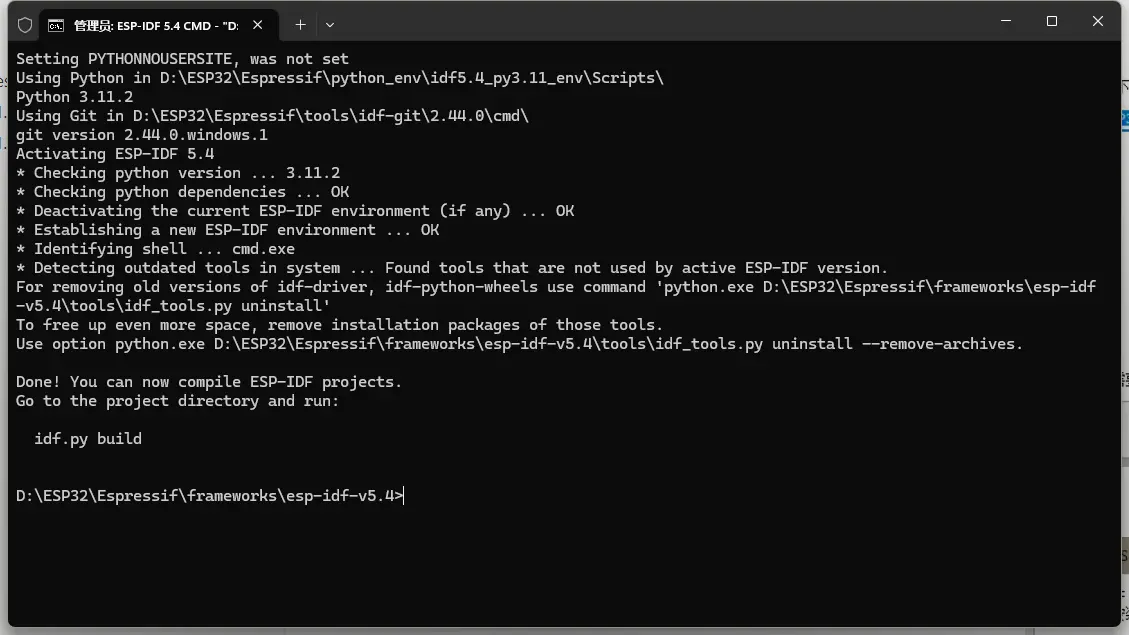 管理员: ESP-IDF 5.4 CMD - "D:
Setting PYTHONNOUSERSITE, was not set
Using Python in D:\ESP32\Espressif\python_env\idf5.4_py3.11_env\Scripts\
Python 3.11.2
Using Git in D:\ESP32\Espressif\tools\idf-git\2.44.0\cmd\
git version 2.44.0.windows.1
Activating ESP-IDF 5.4
* Checking python version ... 3.11.2
* Checking python dependencies ... OK
* Deactivating the current ESP-IDF environment (if any) ... OK
* Establishing a new ESP-IDF environment ... OK
* Identifying shell ... cmd.exe
* Detecting outdated tools in system ... Found tools that are not used by active ESP-IDF version.
For removing old versions of idf-driver, idf-python-wheels use command 'python.exe D:\ESP32\Espressif\frameworks\esp-idf
-v5.4\tools\idf_tools.py uninstall'
To free up even more space, remove installation packages of those tools.
Use option python.exe D:\ESP32\Espressif\frameworks\esp-idf-v5.4\tools\idf_tools.py uninstall --remove-archives.
Done! You can now compile ESP-IDF projects.
Go to the project directory and run:
idf.py build
D:\ESP32\Espressif\frameworks\esp-idf-v5.4>